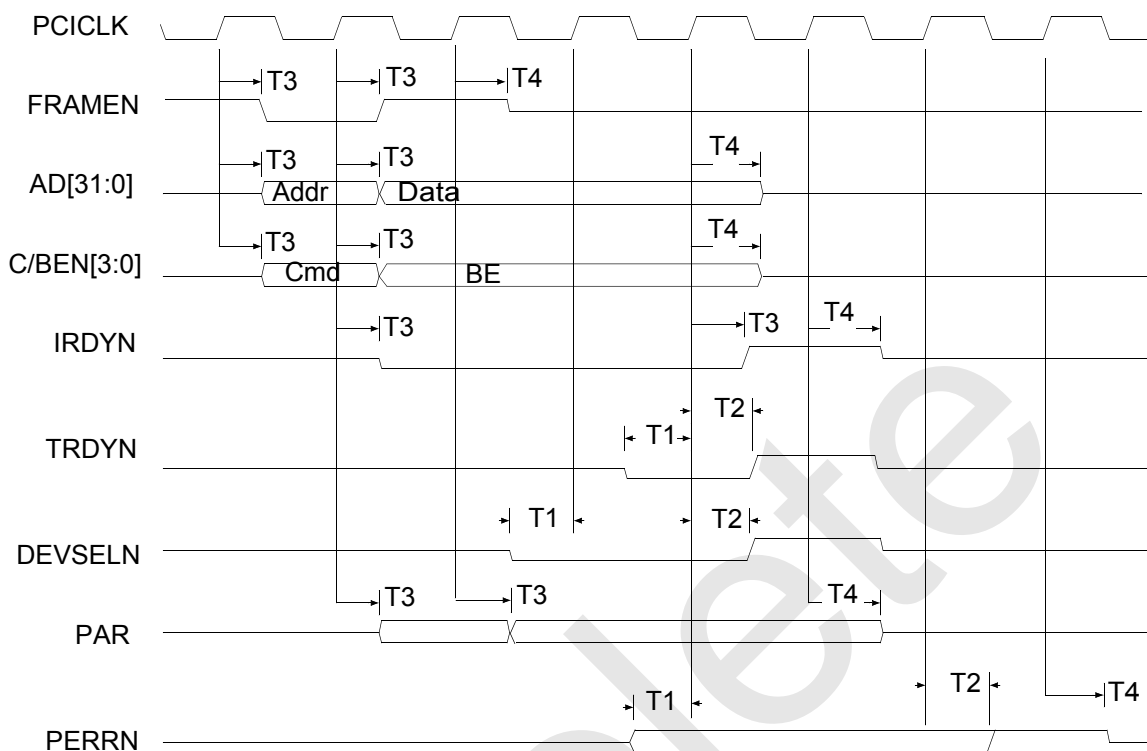 PCICLK
T3 T3 T4
FRAMEN
T3 T3 T4
AD[31:0]
Addr Data
T3 T3 T4
C/BEN[3:0]
Cmd BE
T3 T3 T4
IRDYN
T1 T2
TRDYN
T1 T2
DEVSELN
T3 T3 T4
PAR
T1 T2 T4
PERRN